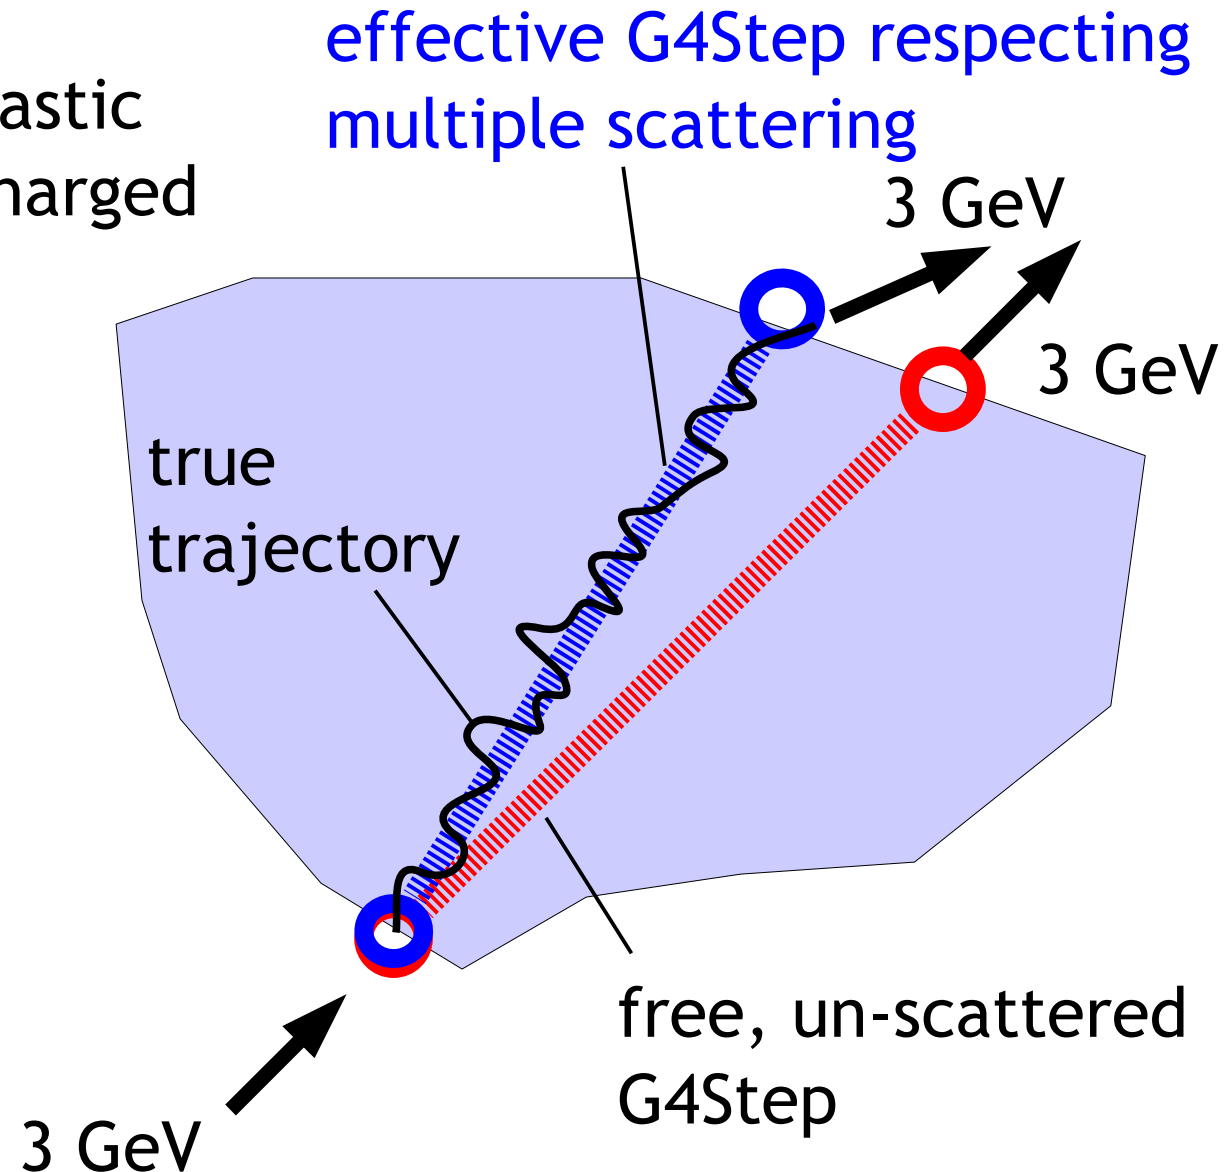 effective G4Step respecting
multiple scattering
astic
harged
3 GeV
3 GeV
true
trajectory
free, un-scattered
G4Step
3 GeV